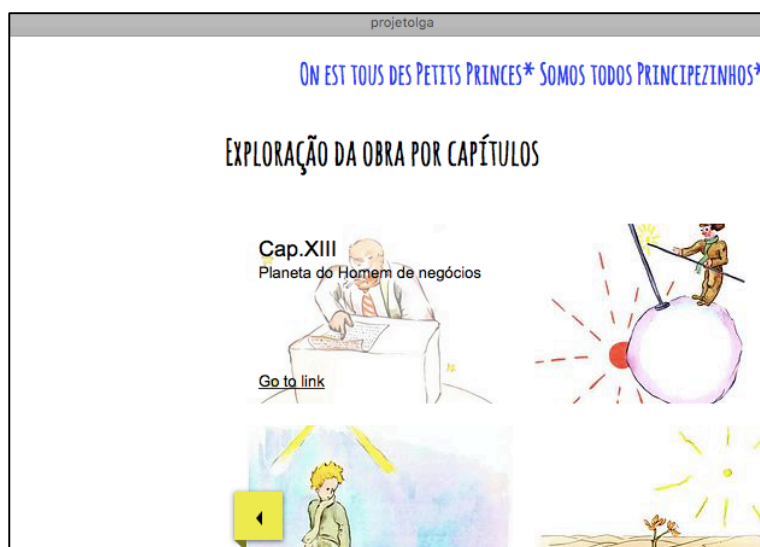 projetolga
On est tous des Petits Princes* Somos todos Principezinhos*
Exploração da obra por capítulos
Cap.XIII
Planeta do Homem de negócios
Go to link